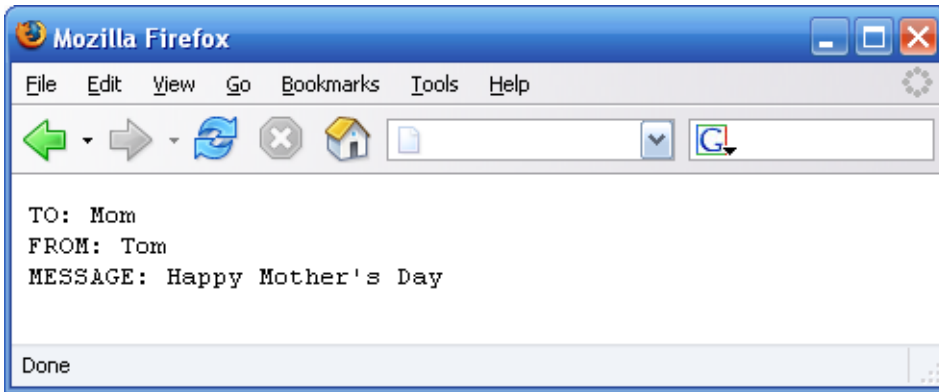 Mozilla Firefox
File Edit View Go Bookmarks Tools Help
G
TO: Mom
FROM: Tom
MESSAGE: Happy Mother's Day
Done